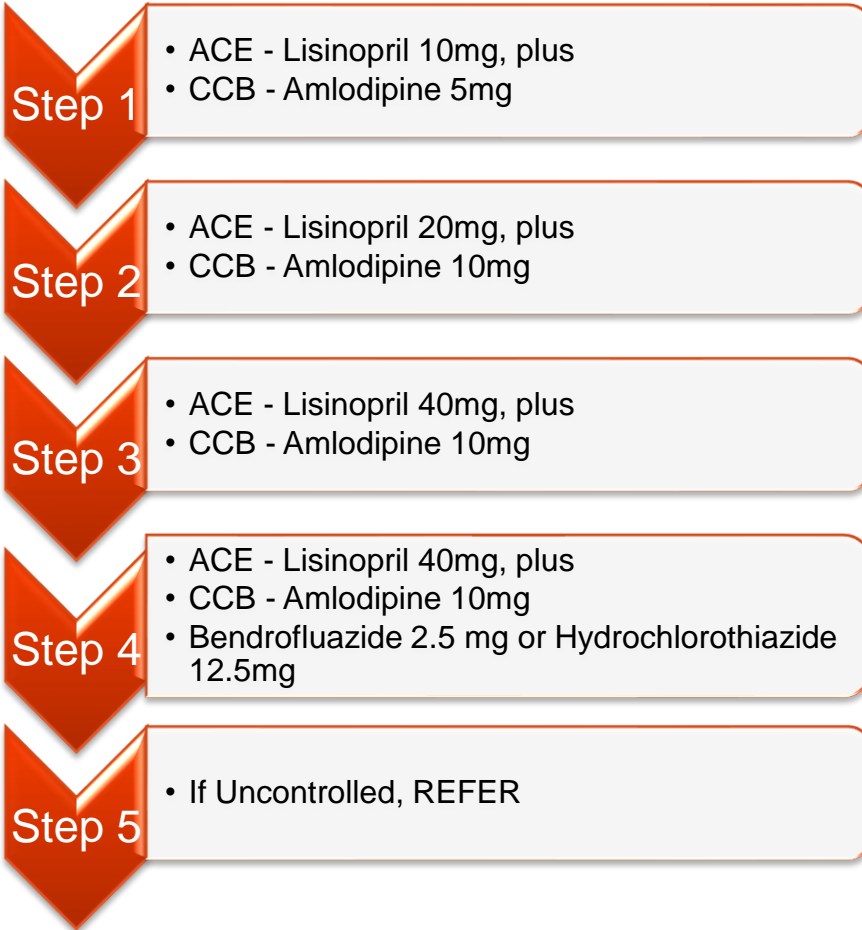 Step 1
• ACE - Lisinopril 10mg, plus
• CCB - Amlodipine 5mg
Step 2
• ACE - Lisinopril 20mg, plus
• CCB - Amlodipine 10mg
Step 3
• ACE - Lisinopril 40mg, plus
• CCB - Amlodipine 10mg
Step 4
• ACE - Lisinopril 40mg, plus
• CCB - Amlodipine 10mg
• Bendrofluazide 2.5 mg or Hydrochlorothiazide
12.5mg
Step 5
• If Uncontrolled, REFER